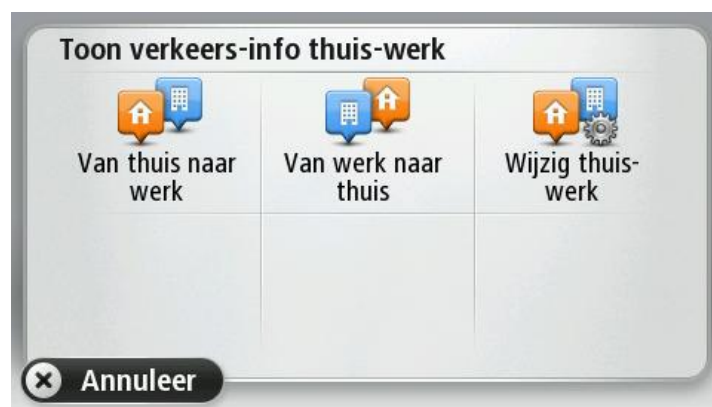 Toon verkeers-info thuis-werk
Van thuis naar
werk
Van werk naar
thuis
Wijzig thuis-
werk
Annuleer